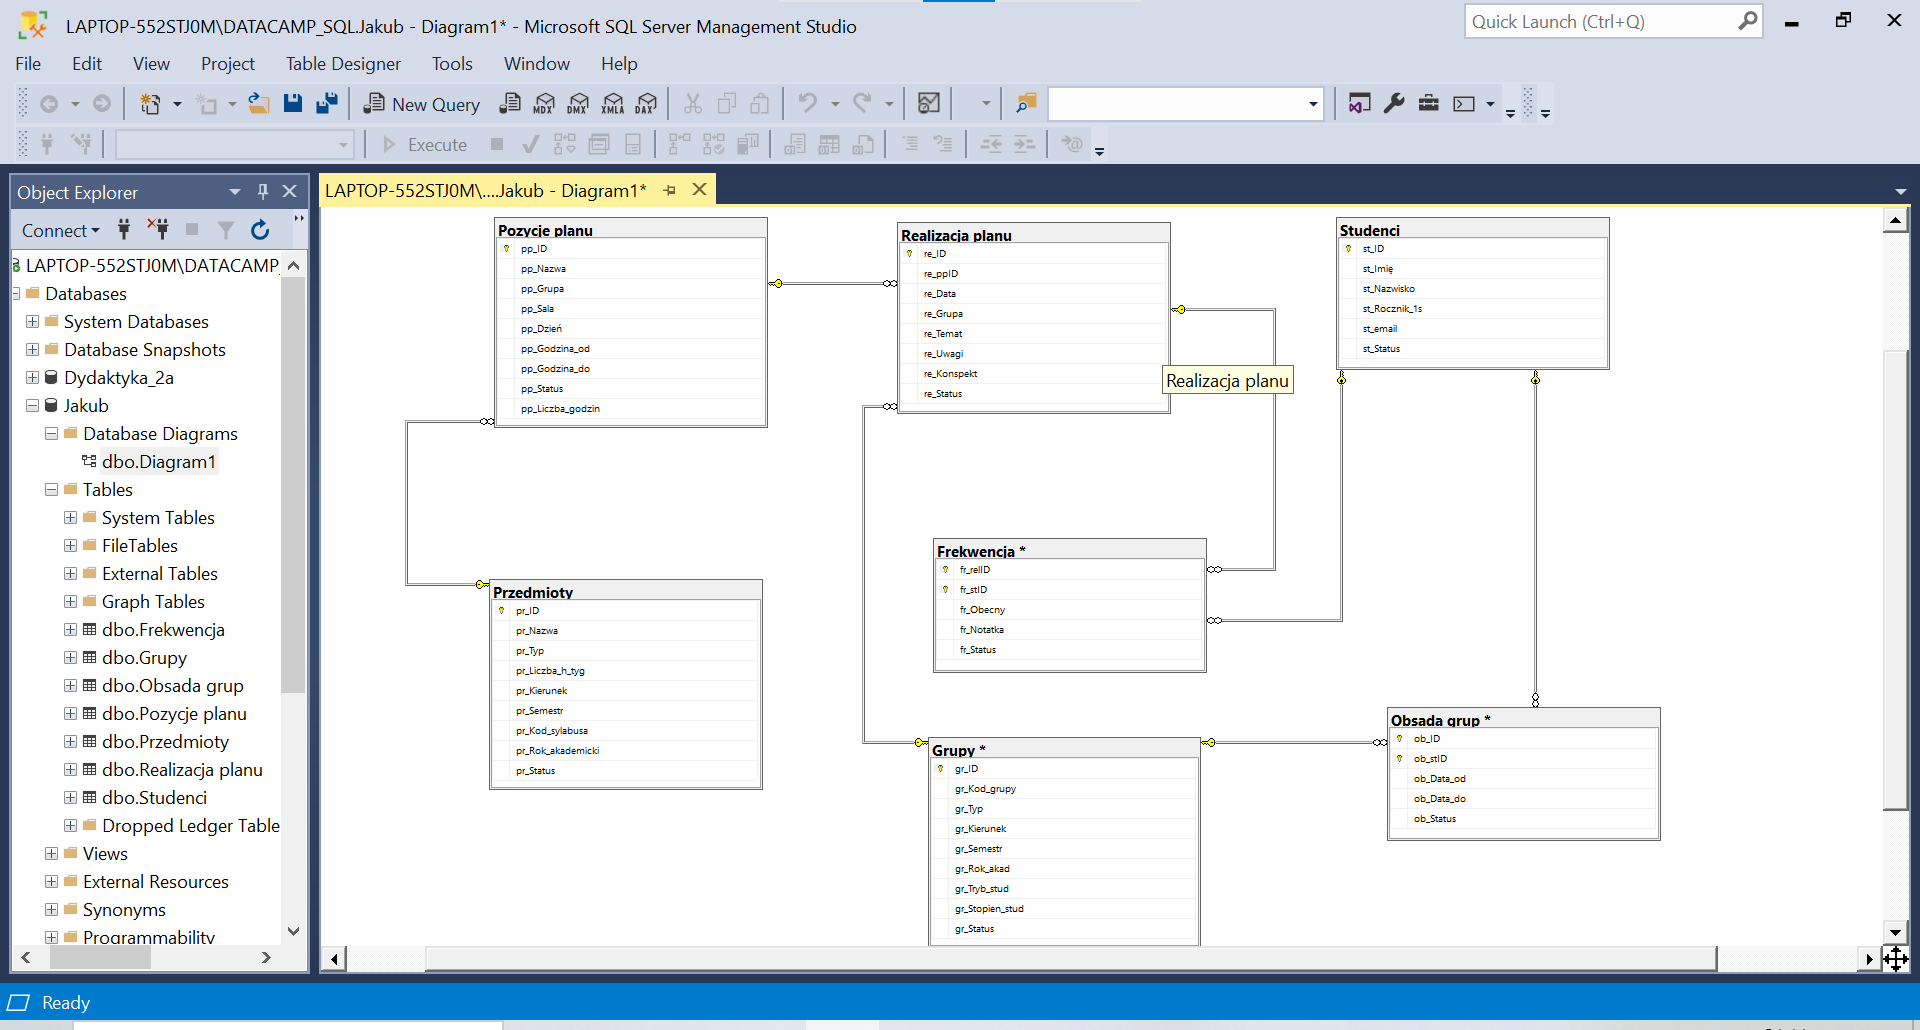 LAPTOP-552STJ0M\DATACAMP_SQL.Jakub - Diagram1* - Microsoft SQL Server Management Studio
Quick Launch (Ctrl+Q)
File Edit View Project Table Designer Tools Window Help
New Query
MDX DMX XMLA DAX
Execute
Object Explorer
Connect
LAPTOP-552STJ0M\DATACAMP_
Databases
System Databases
Database Snapshots
Dydaktyka_2a
Jakub
Database Diagrams
dbo.Diagram1
Tables
System Tables
FileTables
External Tables
Graph Tables
dbo.Frekwencja
dbo.Grupy
dbo.Obsada grup
dbo.Pozycje planu
dbo.Przedmioty
dbo.Realizacja planu
dbo.Studenci
Dropped Ledger Table
Views
External Resources
Synonyms
Programmability
LAPTOP-552STJ0M\....Jakub - Diagram1*
Pozycje planu
pp_ID
pp_Nazwa
pp_Grupa
pp_Sala
pp_Dzień
pp_Godzina_od
pp_Godzina_do
pp_Status
pp_Liczba_godzin
Realizacja planu
re_ID
re_ppID
re_Data
re_Grupa
re_Temat
re_Uwagi
re_Konspekt
re_Status
Realizacja planu
Studenci
st_ID
st_Imię
st_Nazwisko
st_Rocznik_1s
st_email
st_Status
Przedmioty
pr_ID
pr_Nazwa
pr_Typ
pr_Liczba_h_tyg
pr_Kierunek
pr_Semestr
pr_Kod_sylabusa
pr_Rok_akademicki
pr_Status
Frekwencja *
fr_relID
fr_stID
fr_Obecny
fr_Notatka
fr_Status
Grupy *
gr_ID
gr_Kod_grupy
gr_Typ
gr_Kierunek
gr_Semestr
gr_Rok_akad
gr_Tryb_stud
gr_Stopien_stud
gr_Status
Obsada grup *
ob_ID
ob_stID
ob_Data_od
ob_Data_do
ob_Status
Ready